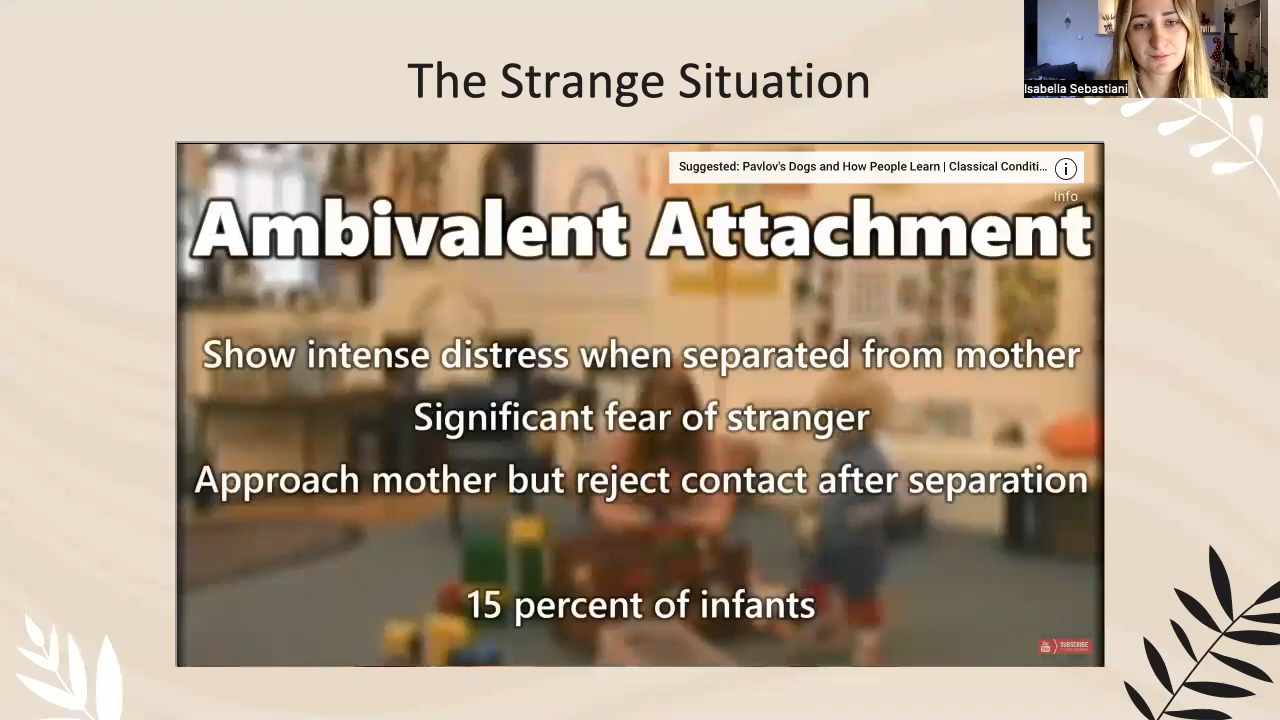 The Strange Situation
Isabella Sebastiani
Suggested: Pavlov's Dogs and How People Learn | Classical Conditi...
Info
Ambivalent Attachment
Show intense distress when separated from mother
Significant fear of stranger
Approach mother but reject contact after separation
15 percent of infants
SUBSCRIBE